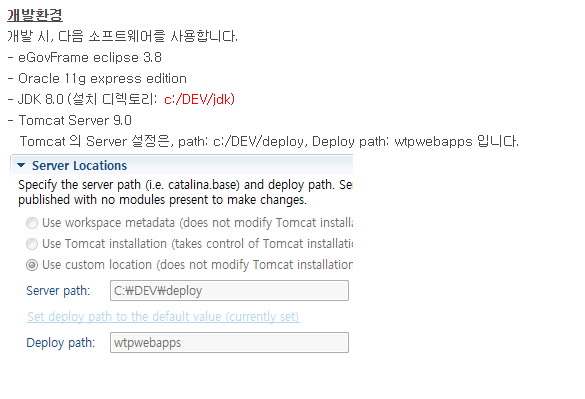 개발환경
개발 시, 다음 소프트웨어를 사용합니다.
- eGovFrame eclipse 3.8
- Oracle 11g express edition
- JDK 8.0 (설치 디렉토리: c:/DEV/jdk)
- Tomcat Server 9.0
Tomcat 의 Server 설정은, path: c:/DEV/deploy, Deploy path: wtpwebapps 입니다.
Server Locations
Specify the server path (i.e. catalina.base) and deploy path. Se
published with no modules present to make changes.
Use workspace metadata (does not modify Tomcat installa
Use Tomcat installation (takes control of Tomcat installatio
Use custom location (does not modify Tomcat installation
Server path: C:₩DEV₩deploy
Set deploy path to the default value (currently set)
Deploy path: wtpwebapps